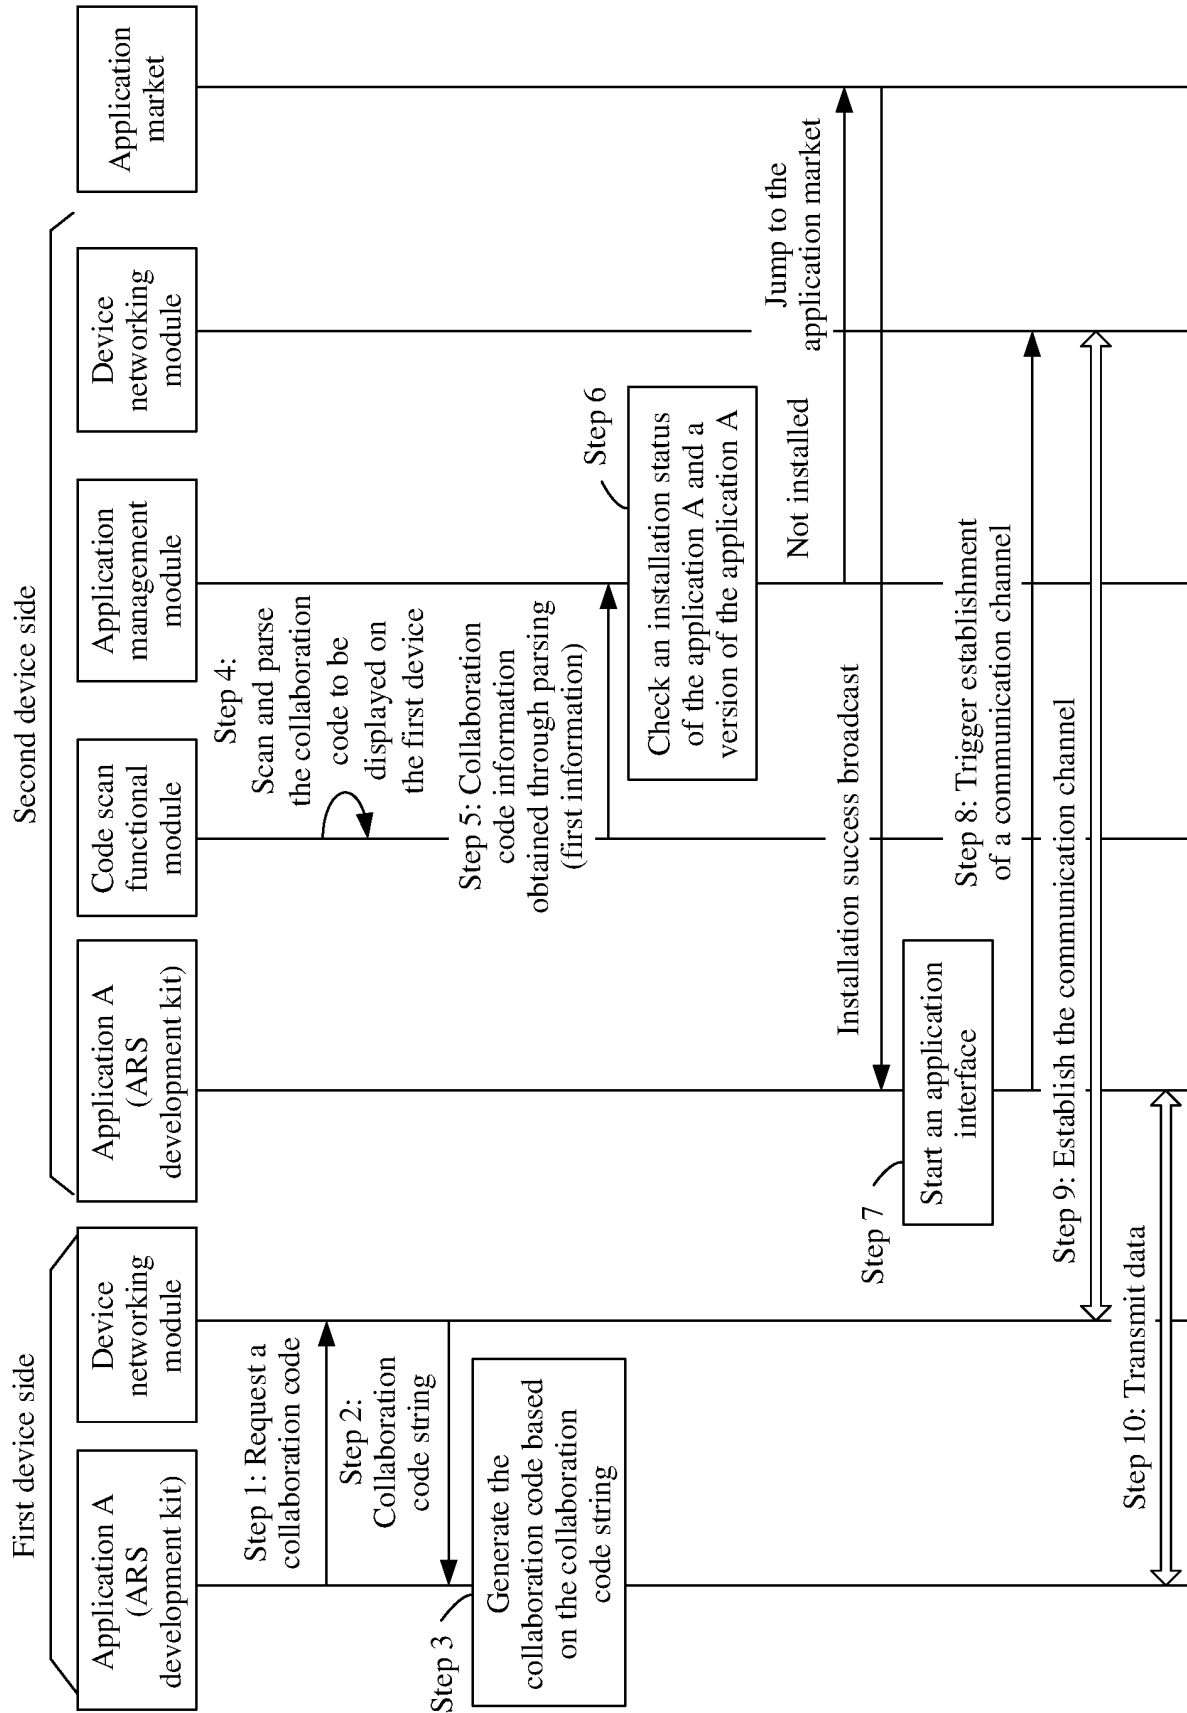 First device side
Second device side
Application A
(ARS
development kit)
Device
networking
module
Application A
(ARS
development kit)
Code scan
functional
module
Application
management
module
Device
networking
module
Application
market
Step 1: Request a
collaboration code
Step 2:
Collaboration
code string
Step 3
Generate the
collaboration code based
on the collaboration
code string
Step 4:
Scan and parse
the collaboration
code to be
displayed on
the first device
Step 5: Collaboration
code information
obtained through parsing
(first information)
Step 6
Check an installation status
of the application A and a
version of the application A
Not installed
Jump to the
application market
Installation success broadcast
Step 7
Start an application
interface
Step 8: Trigger establishment
of a communication channel
Step 9: Establish the communication channel
Step 10: Transmit data